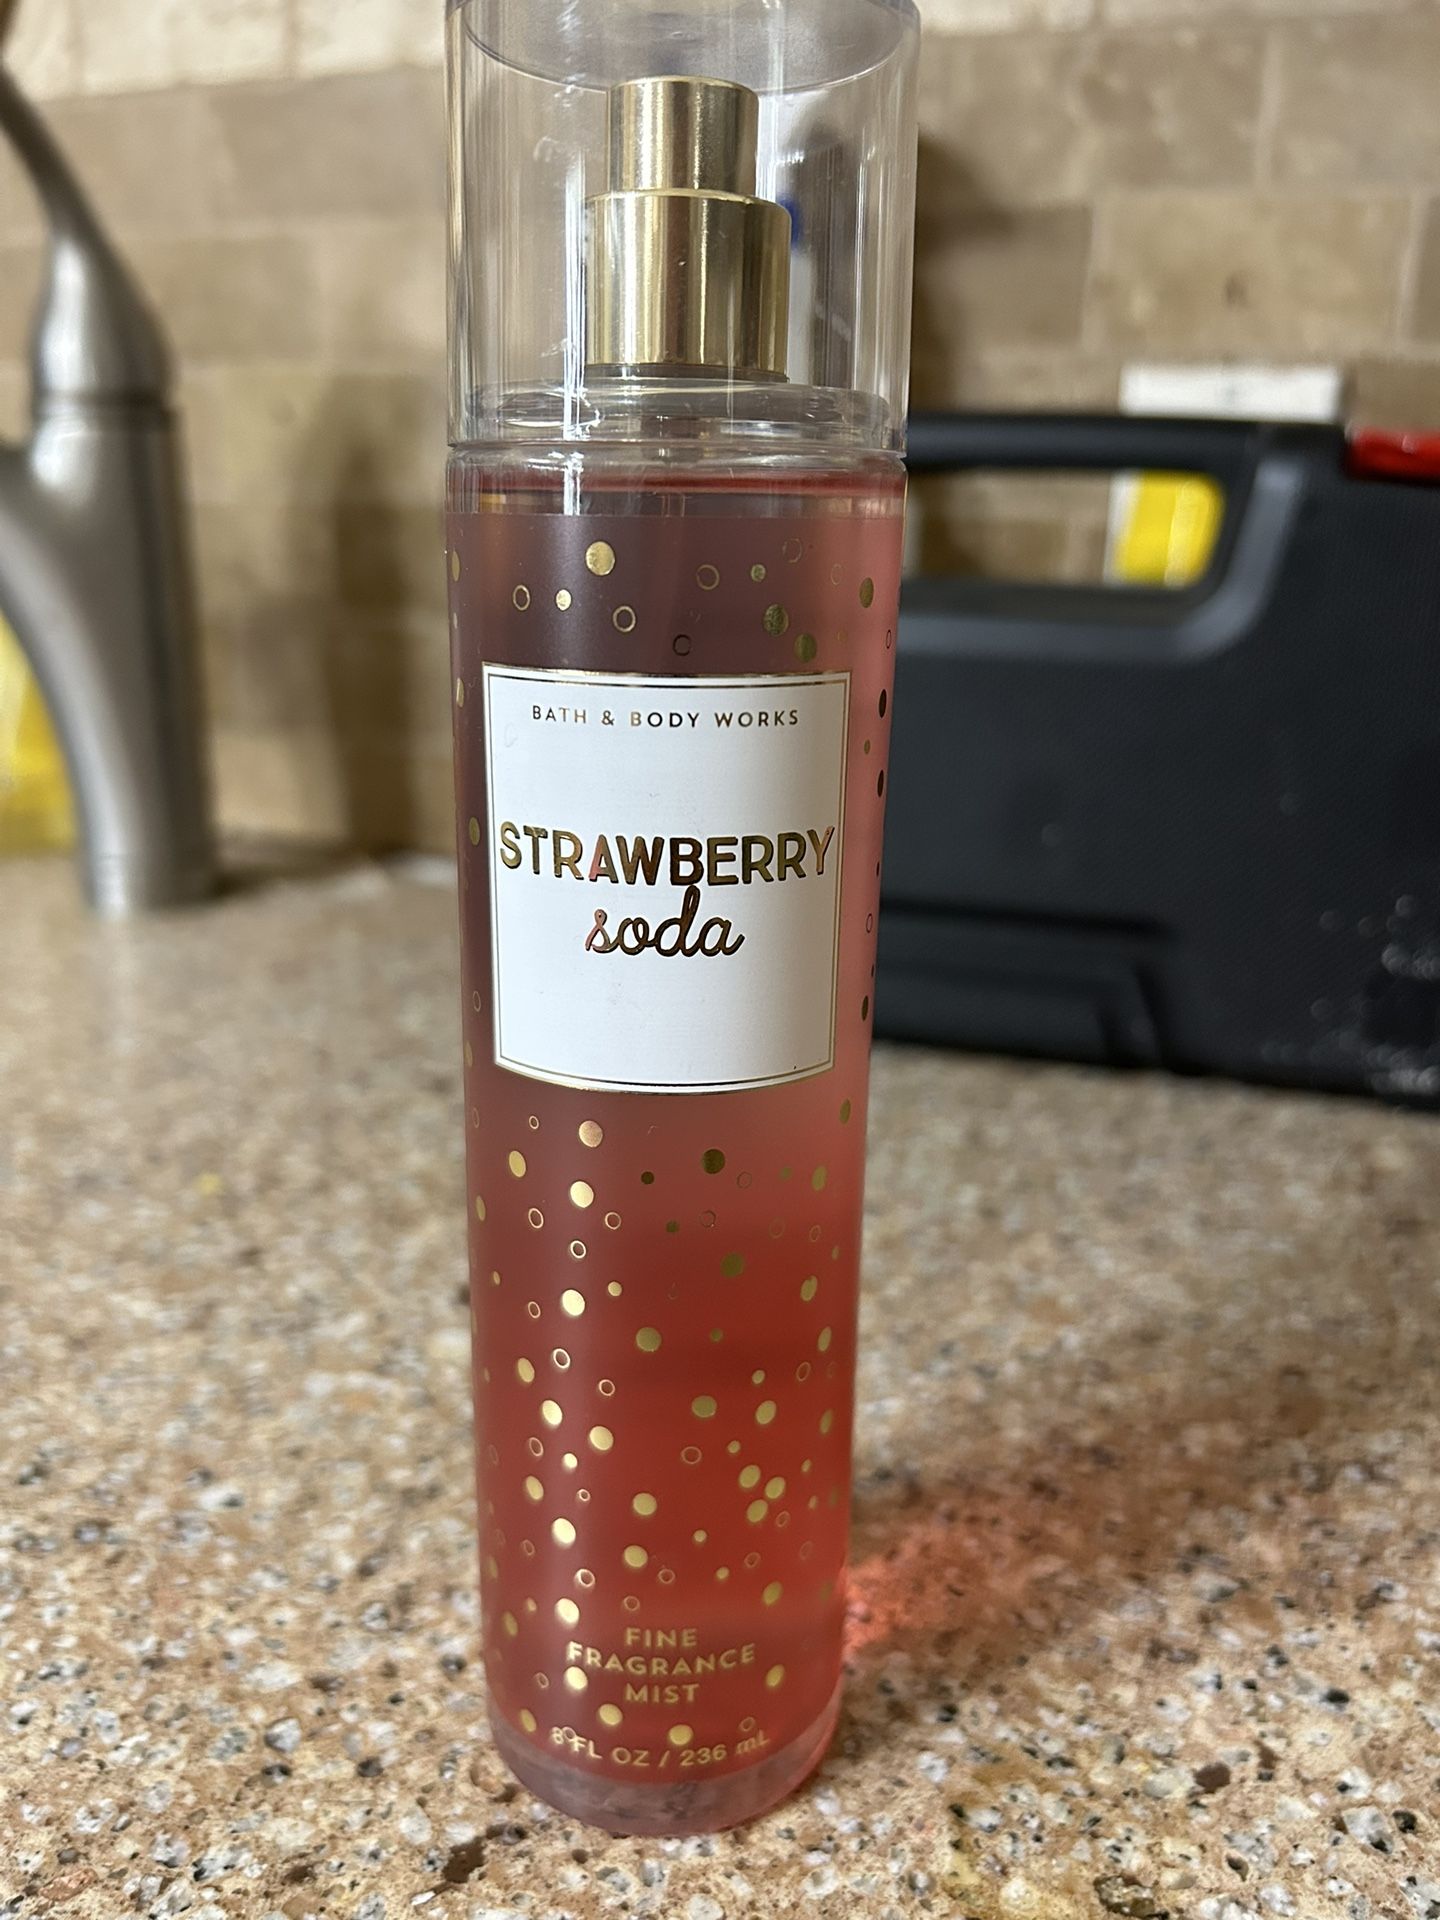 BATH & BODY WORKS
STRAWBERRY
soda
FINE
FRAGRANCE
MIST
8 FL OZ / 236 mL